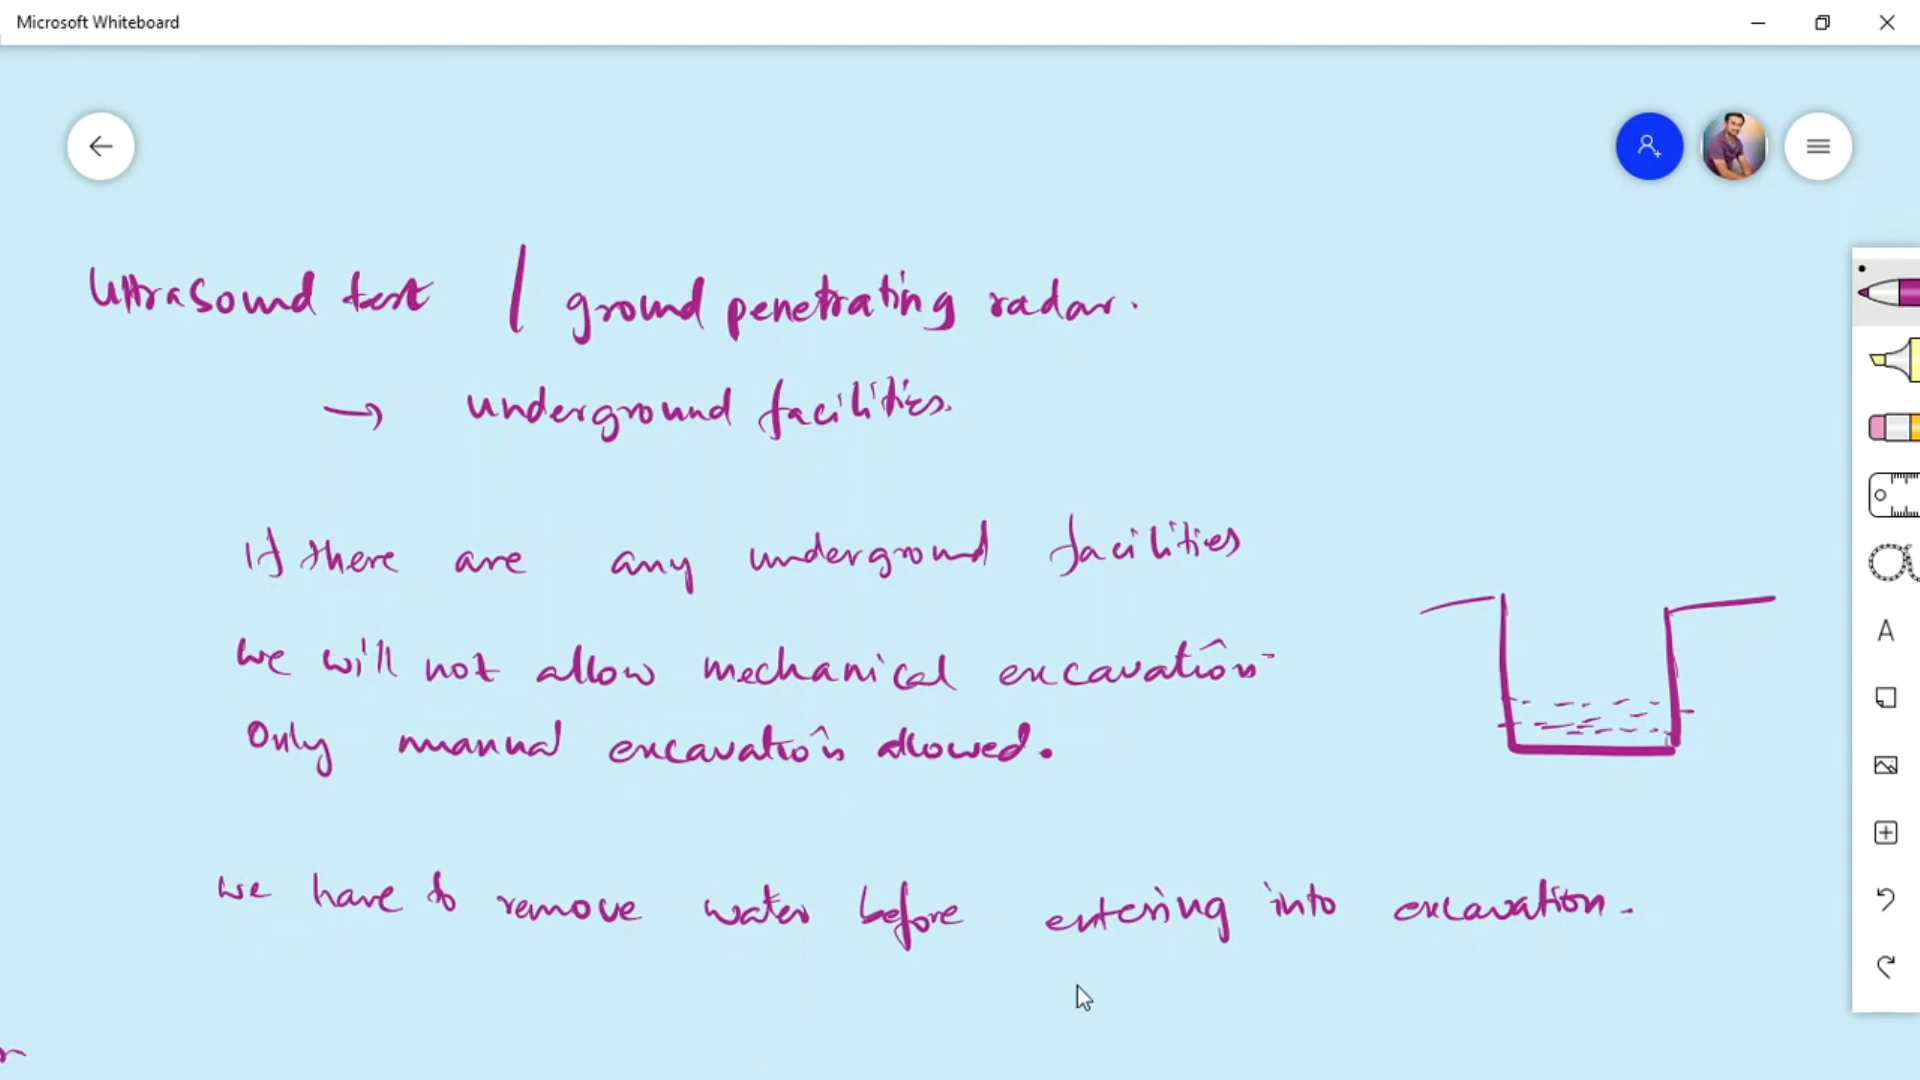 Microsoft Whiteboard
Ultrasound test / ground penetrating radar.
→ underground facilities.
If there are any underground facilities
we will not allow mechanical excavation
Only manual excavation allowed.
we have to remove water before entering into excavation.